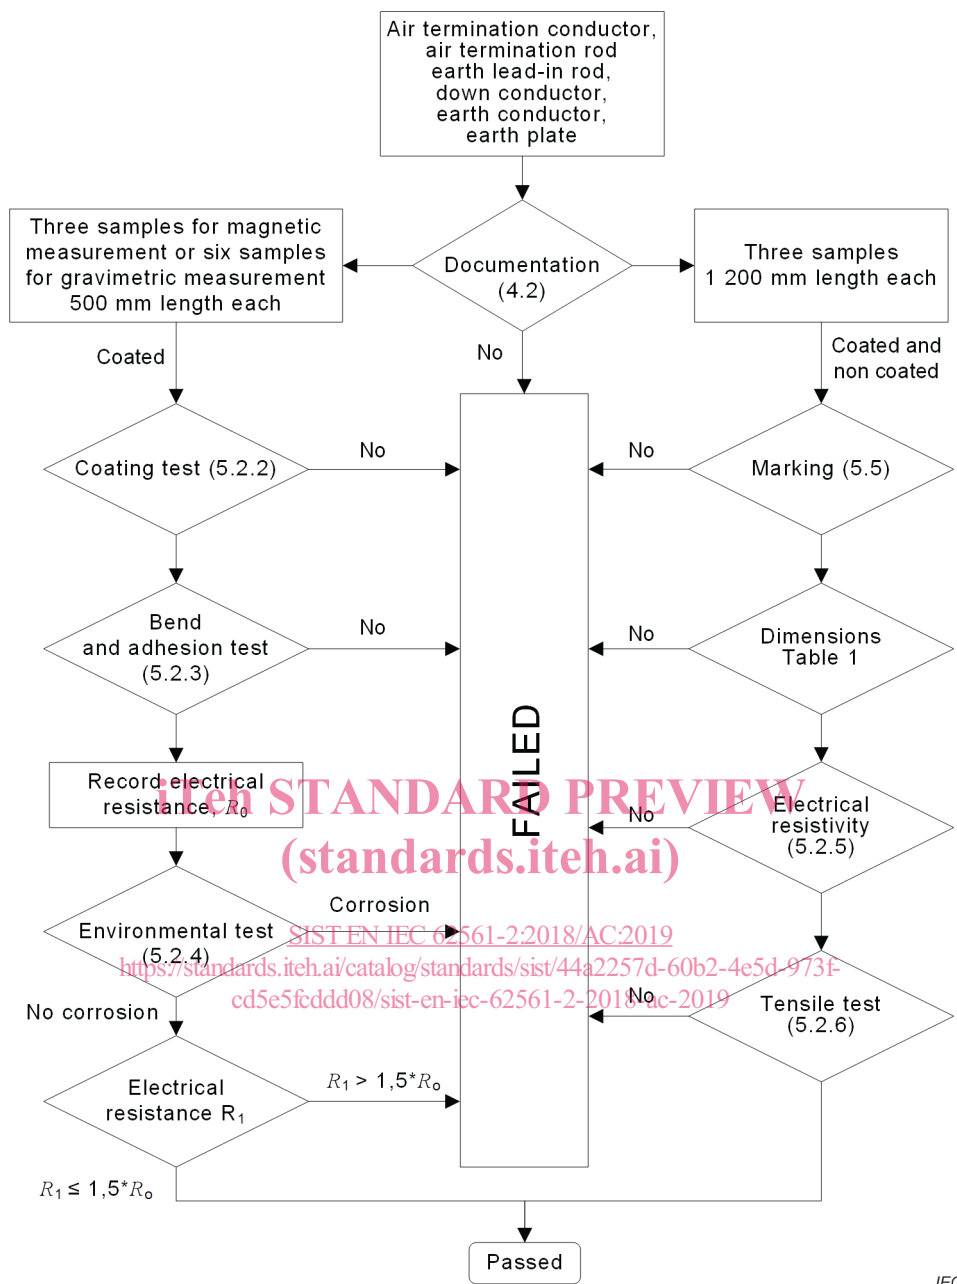 Air termination conductor,
air termination rod
earth lead-in rod,
down conductor,
earth conductor,
earth plate
Three samples for magnetic
measurement or six samples
for gravimetric measurement
500 mm length each
Documentation
(4.2)
Three samples
1 200 mm length each
Coated
No
Coated and
non coated
Coating test (5.2.2)
No
No
Marking (5.5)
Bend
and adhesion test
(5.2.3)
No
No
Dimensions
Table 1
FAILED
Record electrical
resistance, R₀
iTeh STANDARD PREVIEW
(standards.iteh.ai)
No
Electrical
resistivity
(5.2.5)
Environmental test
(5.2.4)
Corrosion
SIST EN IEC 62561-2:2018/AC:2019
https://standards.iteh.ai/catalog/standards/sist/44a2257d-60b2-4e5d-973f-
cd5e5fcddd08/sist-en-iec-62561-2-2018-ac-2019
No
Tensile test
(5.2.6)
No corrosion
Electrical
resistance R₁
R₁ > 1,5*Rₒ
R₁ ≤ 1,5*Rₒ
Passed
IEC